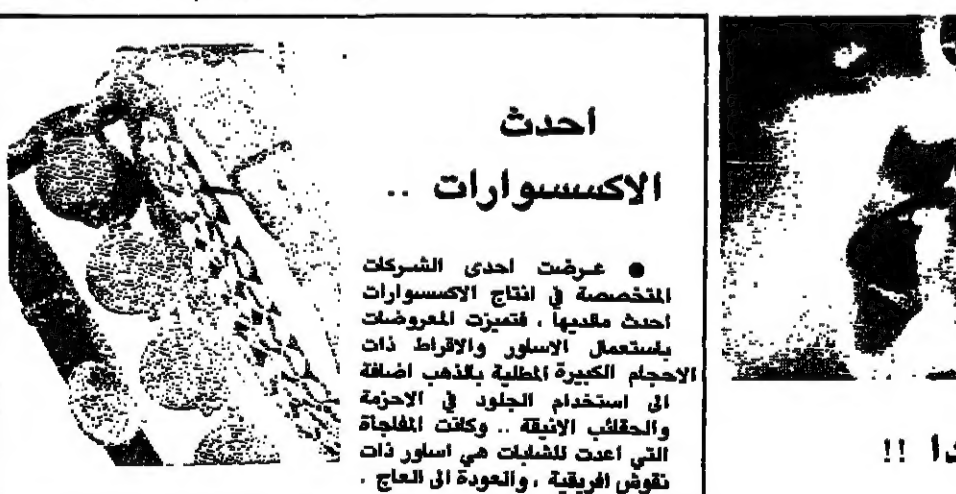 أحدث
الاكسسوارات ..
● عرضت احدى الشركات
المتخصصة في انتاج الاكسسوارات
احدث مالديها ، فتميزت المعروضات
باستعمال الاساور والاقراط ذات
الاحجام الكبيرة المطلية بالذهب اضافة
الى استخدام الجلود في الاحزمة
والحقائب الانيقة .. وكانت المفاجأة
التي اعدت للشابات هي اساور ذات
نقوش افريقية ، والعودة الى العاج .
!!